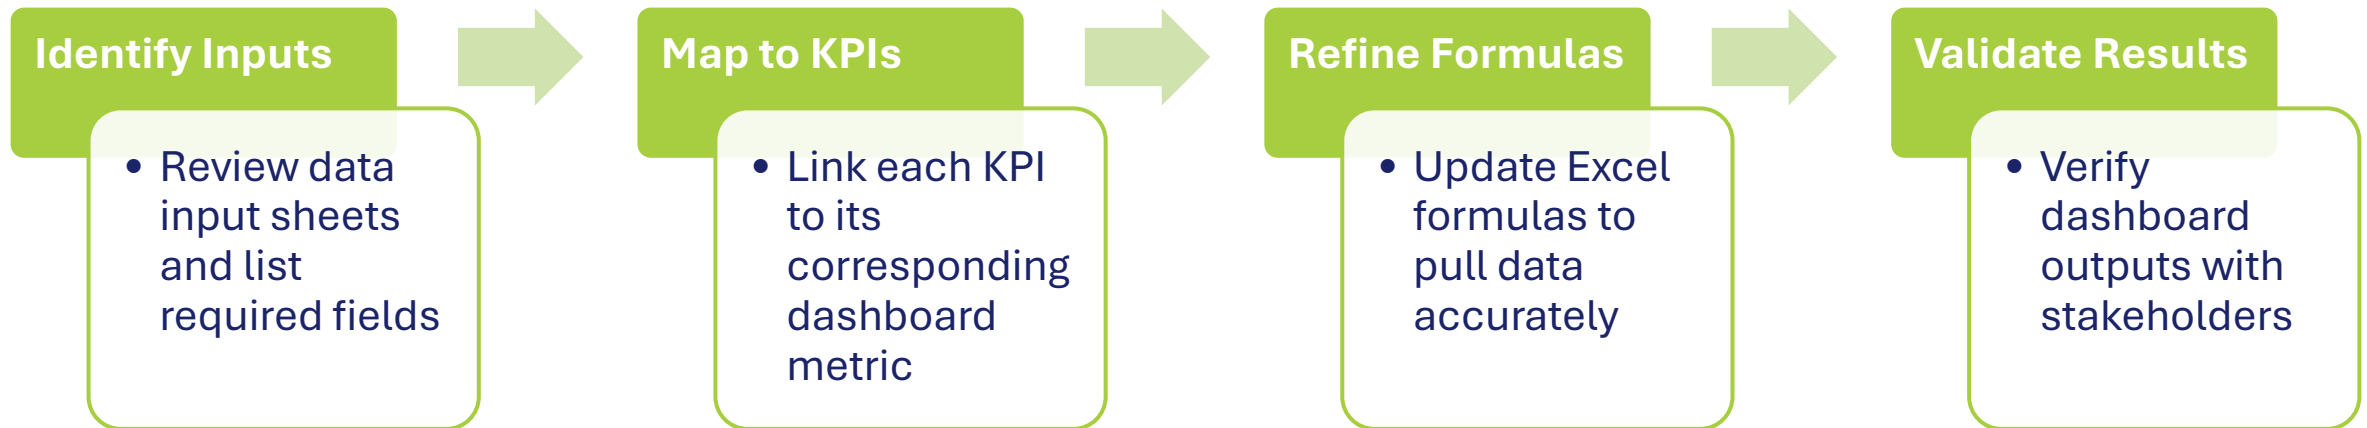 Identify Inputs
• Review data
input sheets
and list
required fields
Map to KPIs
• Link each KPI
to its
corresponding
dashboard
metric
Refine Formulas
• Update Excel
formulas to
pull data
accurately
Validate Results
• Verify
dashboard
outputs with
stakeholders